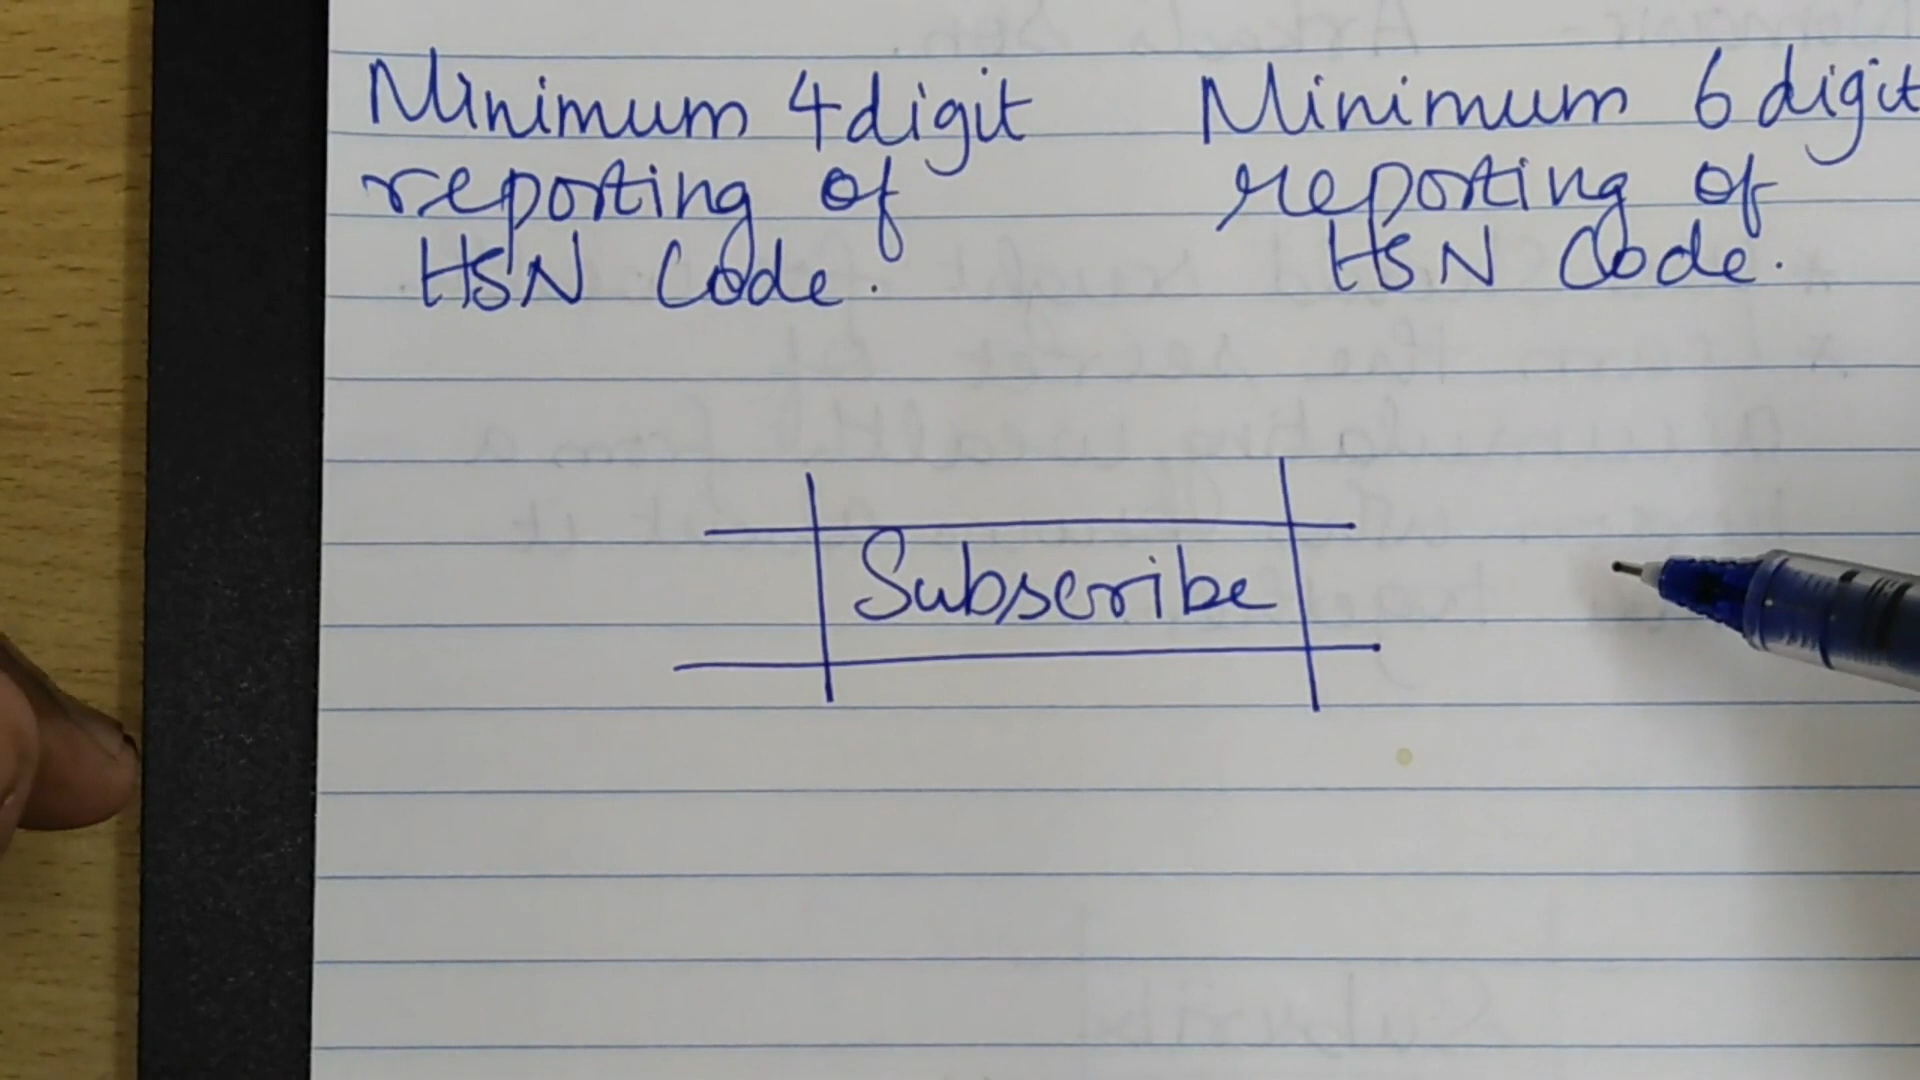 Minimum 4 digit
reporting of
HSN Code.
Minimum 6 digit
reporting of
HSN Code.
Subscribe